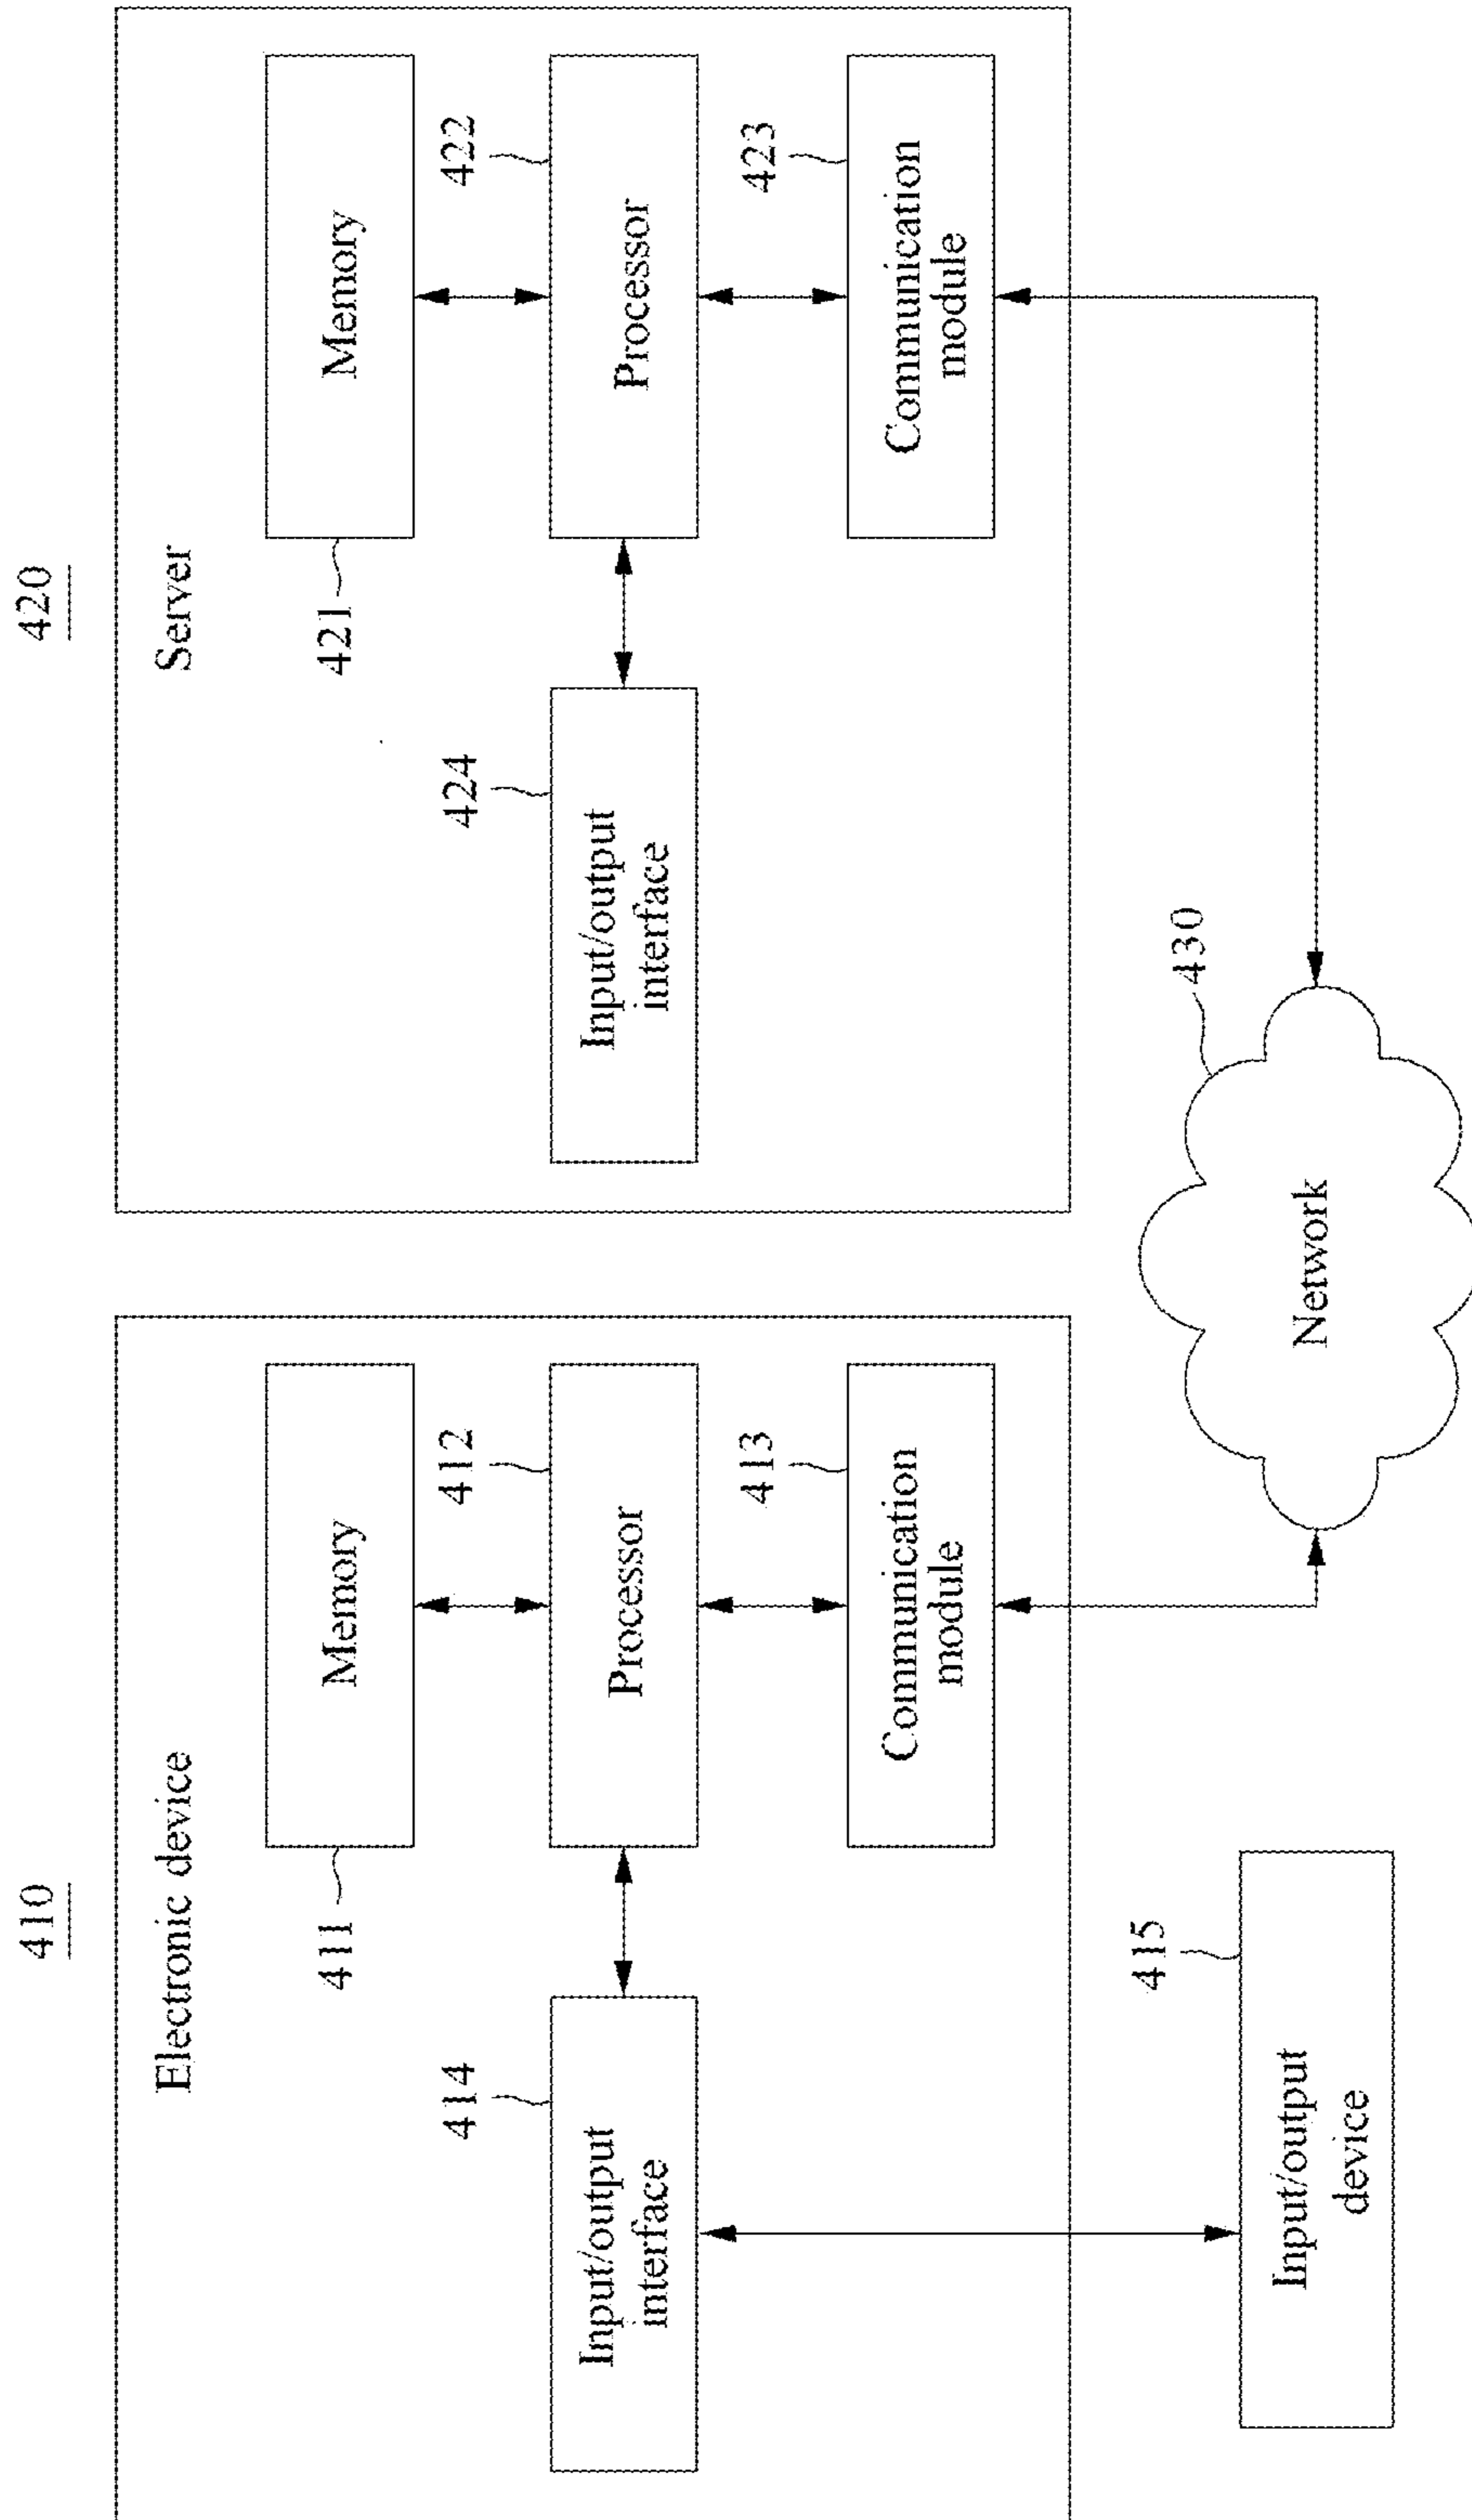 410
Electronic device
411
Memory
412
Processor
413
Communication
module
414
Input/output
interface
415
Input/output
device
420
Server
421
Memory
422
Processor
423
Communication
module
424
Input/output
interface
430
Network